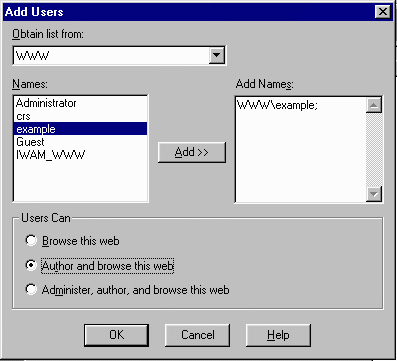 Add Users
Obtain list from:
WWW
Names:
Add Names:
Administrator
crs
example
Guest
IWAM_WWW
Add >>
WWW\example;
Users Can
Browse this web
Author and browse this web
Administer, author, and browse this web
OK
Cancel
Help